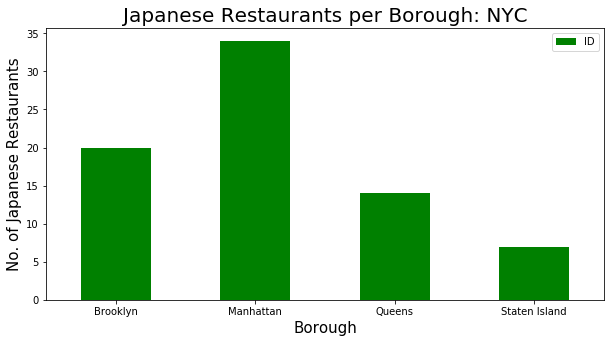 Japanese Restaurants per Borough: NYC
ID
No. of Japanese Restaurants
35
30
25
20
15
10
5
0
Brooklyn Manhattan Queens Staten Island
Borough